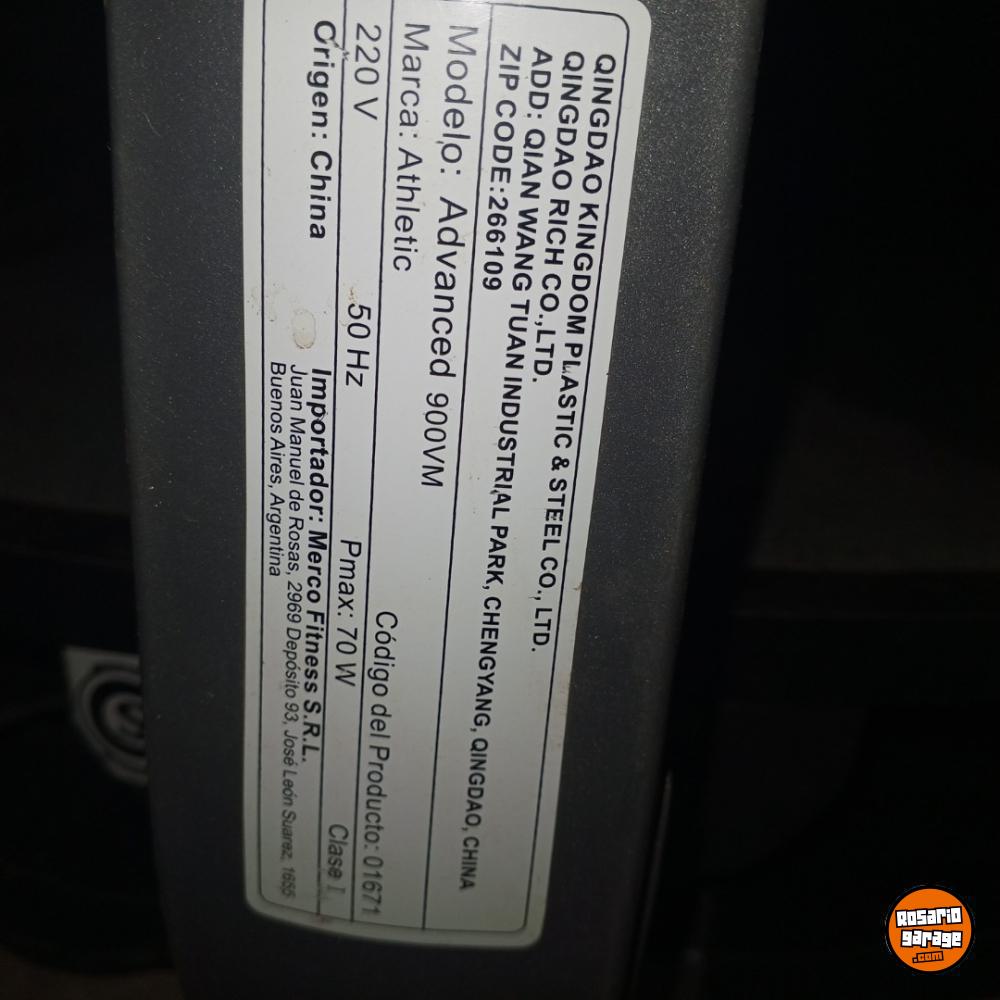 QINGDAO KINGDOM PLASTIC & STEEL CO., LTD.
QINGDAO RICH CO.,LTD.
ADD: QIAN WANG TUAN INDUSTRIAL PARK, CHENGYANG, QINGDAO, CHINA
ZIP CODE:266109
Modelo: Advanced 900VM
Marca: Athletic Código del Producto: 01671
220 V 50 Hz Pmax: 70 W Clase I
Origen: China Importador: Merco Fitness S.R.L.
Juan Manuel de Rosas, 2969 Depósito 93, José León Suarez, 1655
Buenos Aires, Argentina
Rosario
garage
.com